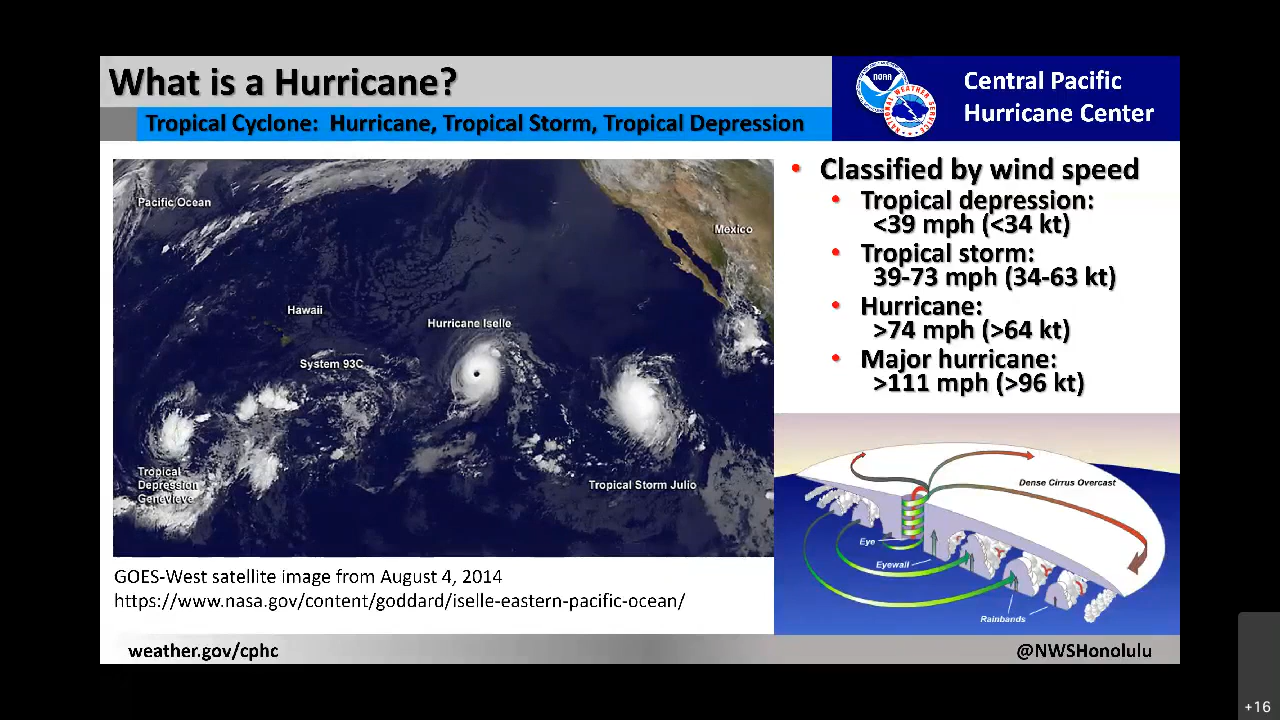 What is a Hurricane?
Tropical Cyclone: Hurricane, Tropical Storm, Tropical Depression
NOAA
NATIONAL WEATHER SERVICE
Central Pacific
Hurricane Center
Pacific Ocean
Mexico
Hawaii
Hurricane Iselle
System 93C
Tropical
Depression
Genevieve
Tropical Storm Julio
GOES-West satellite image from August 4, 2014
https://www.nasa.gov/content/goddard/iselle-eastern-pacific-ocean/
• Classified by wind speed
• Tropical depression:
<39 mph (<34 kt)
• Tropical storm:
39-73 mph (34-63 kt)
• Hurricane:
>74 mph (>64 kt)
• Major hurricane:
>111 mph (>96 kt)
Dense Cirrus Overcast
Eye
Eyewall
Rainbands
weather.gov/cphc
@NWSHonolulu
+16